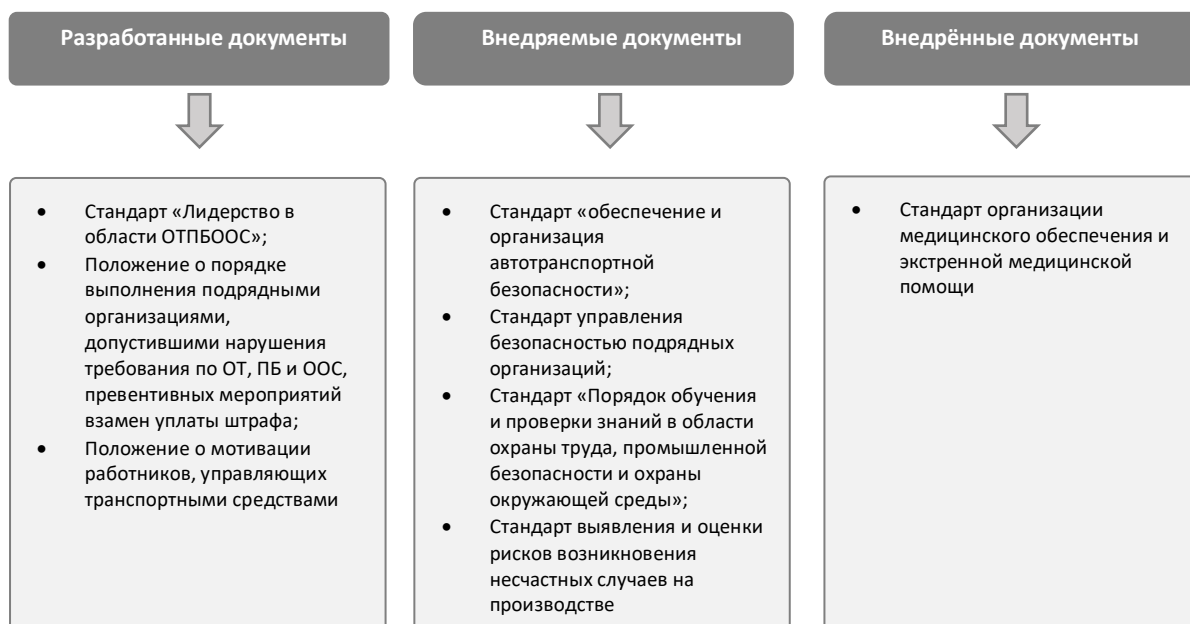 Разработанные документы
Стандарт «Лидерство в
области ОТПБООС»;
Положение о порядке
выполнения подрядными
организациями,
допустившими нарушения
требования по ОТ, ПБ и ООС,
превентивных мероприятий
взамен уплаты штрафа;
Положение о мотивации
работников, управляющих
транспортными средствами
Внедряемые документы
Стандарт «обеспечение и
организация
автотранспортной
безопасности»;
Стандарт управления
безопасностью подрядных
организаций;
Стандарт «Порядок обучения
и проверки знаний в области
охраны труда, промышленной
безопасности и охраны
окружающей среды»;
Стандарт выявления и оценки
рисков возникновения
несчастных случаев на
производстве
Внедрённые документы
Стандарт организации
медицинского обеспечения и
экстренной медицинской
помощи